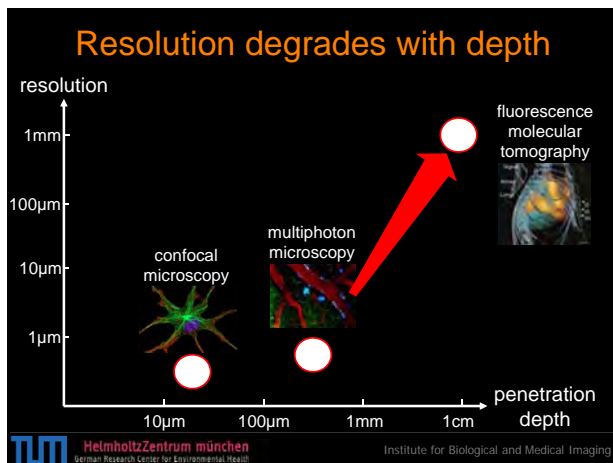 Resolution degrades with depth
resolution
1mm
100µm
10µm
1µm
confocal
microscopy
multiphoton
microscopy
fluorescence
molecular
tomography
10µm
100µm
1mm
1cm
penetration
depth
TUM
HelmholtzZentrum münchen
German Research Center for Environmental Health
Institute for Biological and Medical Imaging